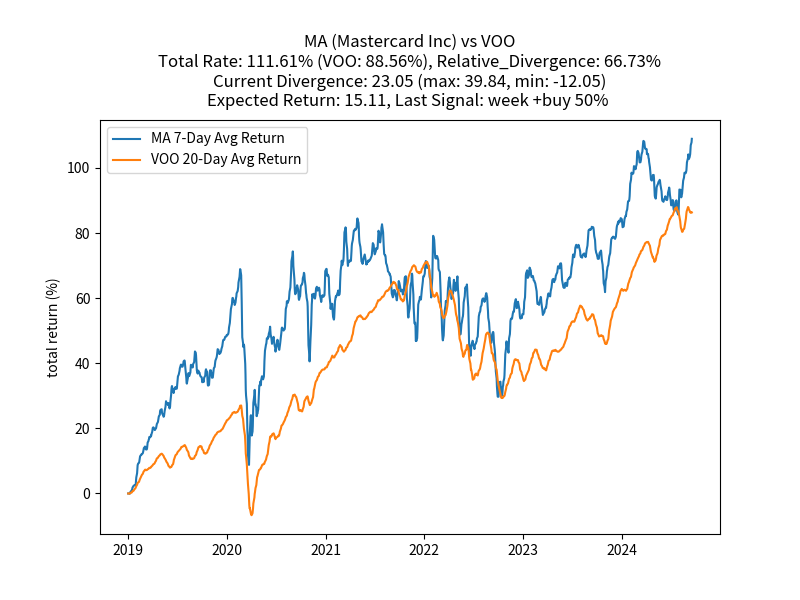 MA (Mastercard Inc) vs VOO
Total Rate: 111.61% (VOO: 88.56%), Relative_Divergence: 66.73%
Current Divergence: 23.05 (max: 39.84, min: -12.05)
Expected Return: 15.11, Last Signal: week +buy 50%
MA 7-Day Avg Return
VOO 20-Day Avg Return
total return (%)
100
80
60
40
20
0
2019 2020 2021 2022 2023 2024